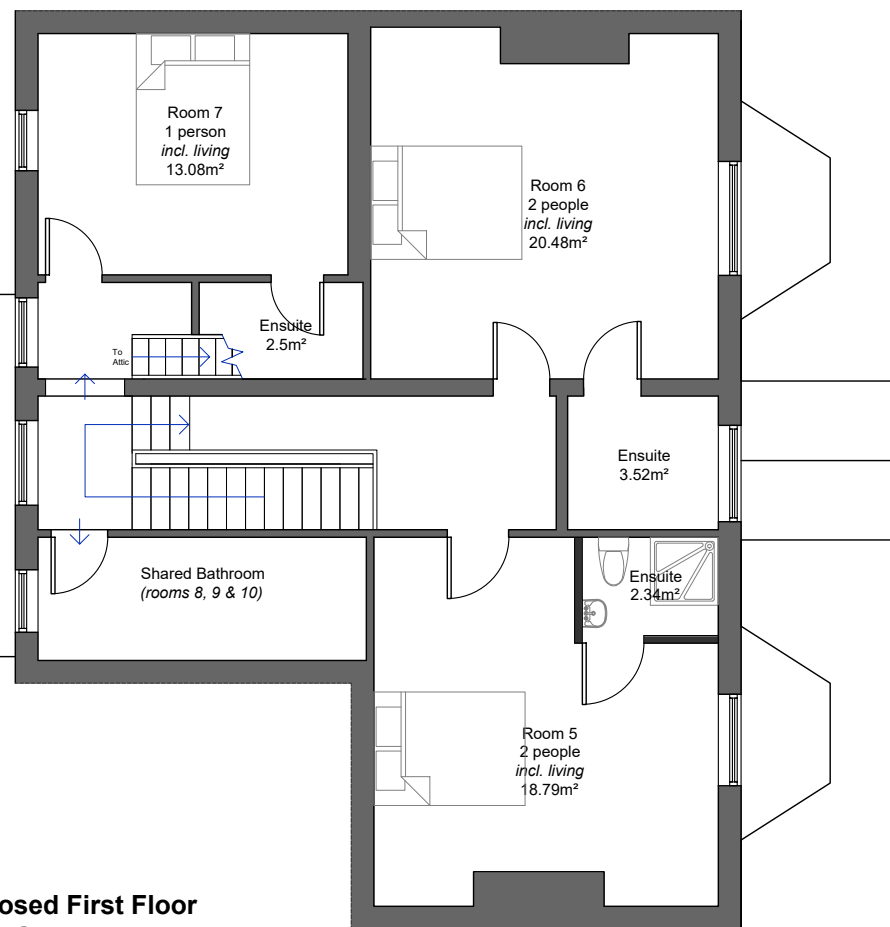 Room 7
1 person
incl. living
13.08m²
Room 6
2 people
incl. living
20.48m²
Ensuite
2.5m²
To
Attic
Ensuite
3.52m²
Shared Bathroom
(rooms 8, 9 & 10)
Ensuite
2.34m²
Room 5
2 people
incl. living
18.79m²
osed First Floor